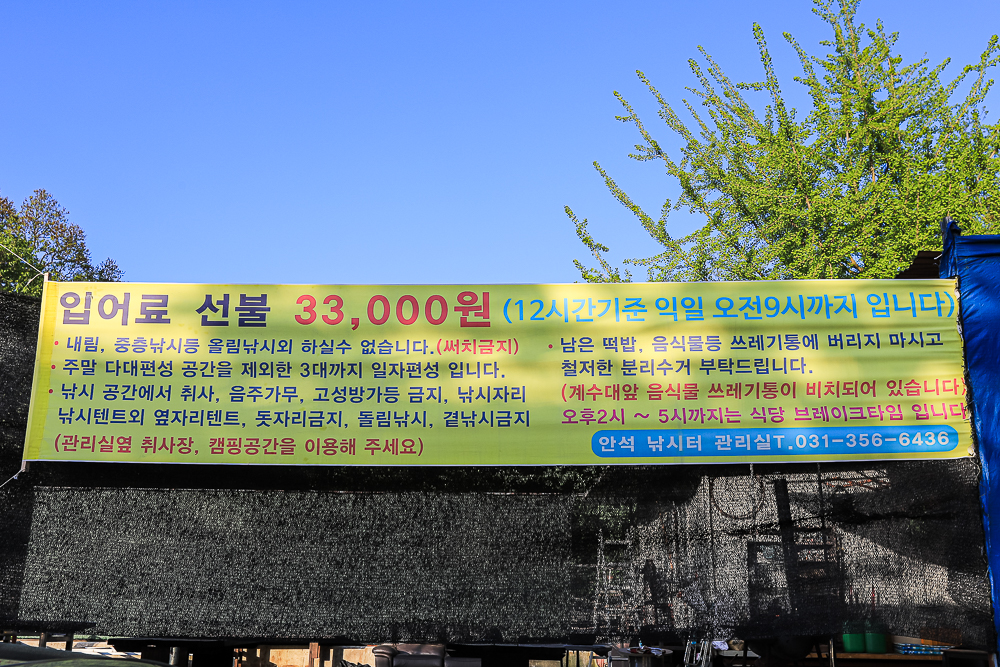 입어료 선불 33,000원 (12시간기준 익일 오전9시까지 입니다)
· 내림, 중층낚시등 올림낚시외 하실수 없습니다.(써치금지)
· 주말 다대편성 공간을 제외한 3대까지 일자편성 입니다.
· 낚시 공간에서 취사, 음주가무, 고성방가등 금지, 낚시자리
낚시텐트외 옆자리텐트, 돗자리금지, 돌림낚시, 곁낚시금지
(관리실옆 취사장, 캠핑공간을 이용해 주세요)
· 남은 떡밥, 음식물등 쓰레기통에 버리지 마시고
철저한 분리수거 부탁드립니다.
(계수대앞 음식물 쓰레기통이 비치되어 있습니다)
오후2시 ~ 5시까지는 식당 브레이크타임 입니다
안석 낚시터 관리실T.031-356-6436